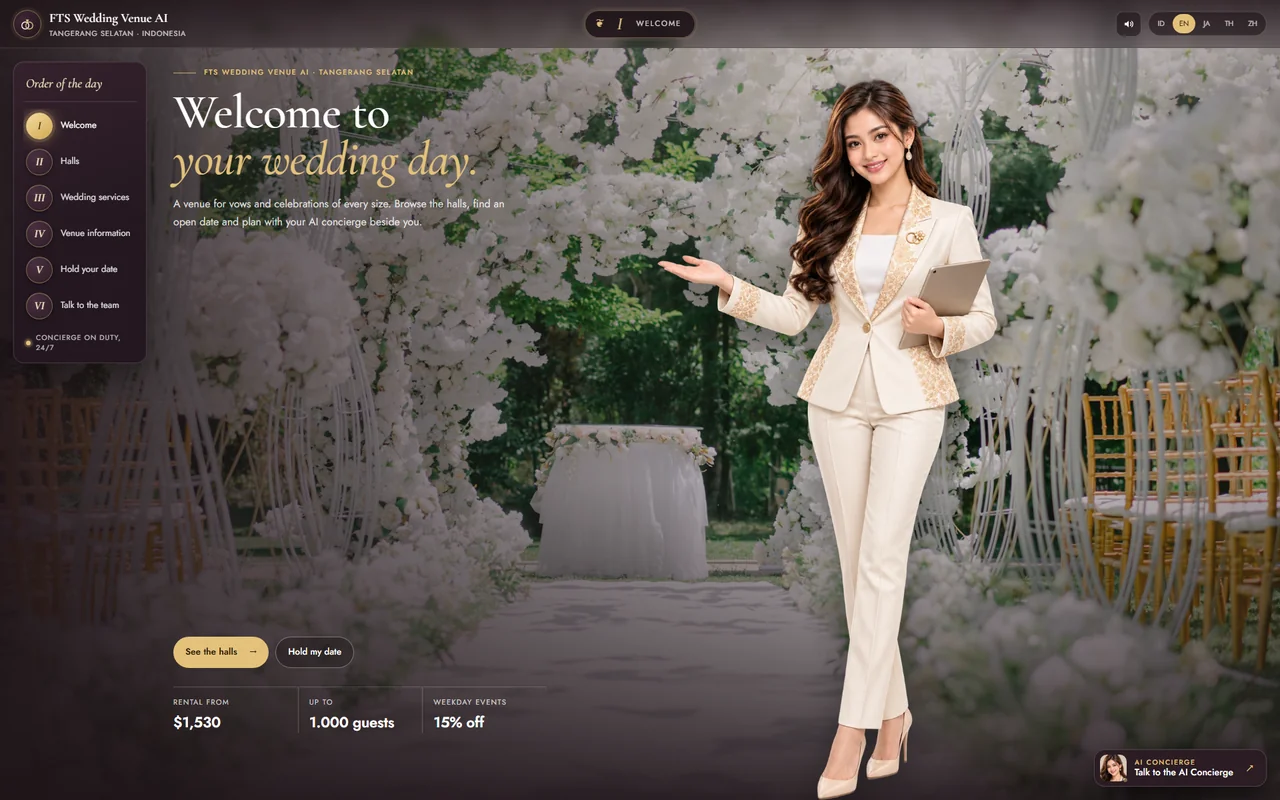 FTS Wedding Venue AI
TANGERANG SELATAN · INDONESIA
I WELCOME
ID EN JA TH ZH
Order of the day
I Welcome
II Halls
III Wedding services
IV Venue information
V Hold your date
VI Talk to the team
CONCIERGE ON DUTY,
24/7
FTS WEDDING VENUE AI · TANGERANG SELATAN
Welcome to
your wedding day.
A venue for vows and celebrations of every size. Browse the halls, find an
open date and plan with your AI concierge beside you.
See the halls →
Hold my date
RENTAL FROM
$1,530
UP TO
1.000 guests
WEEKDAY EVENTS
15% off
AI CONCIERGE
Talk to the AI Concierge ↗